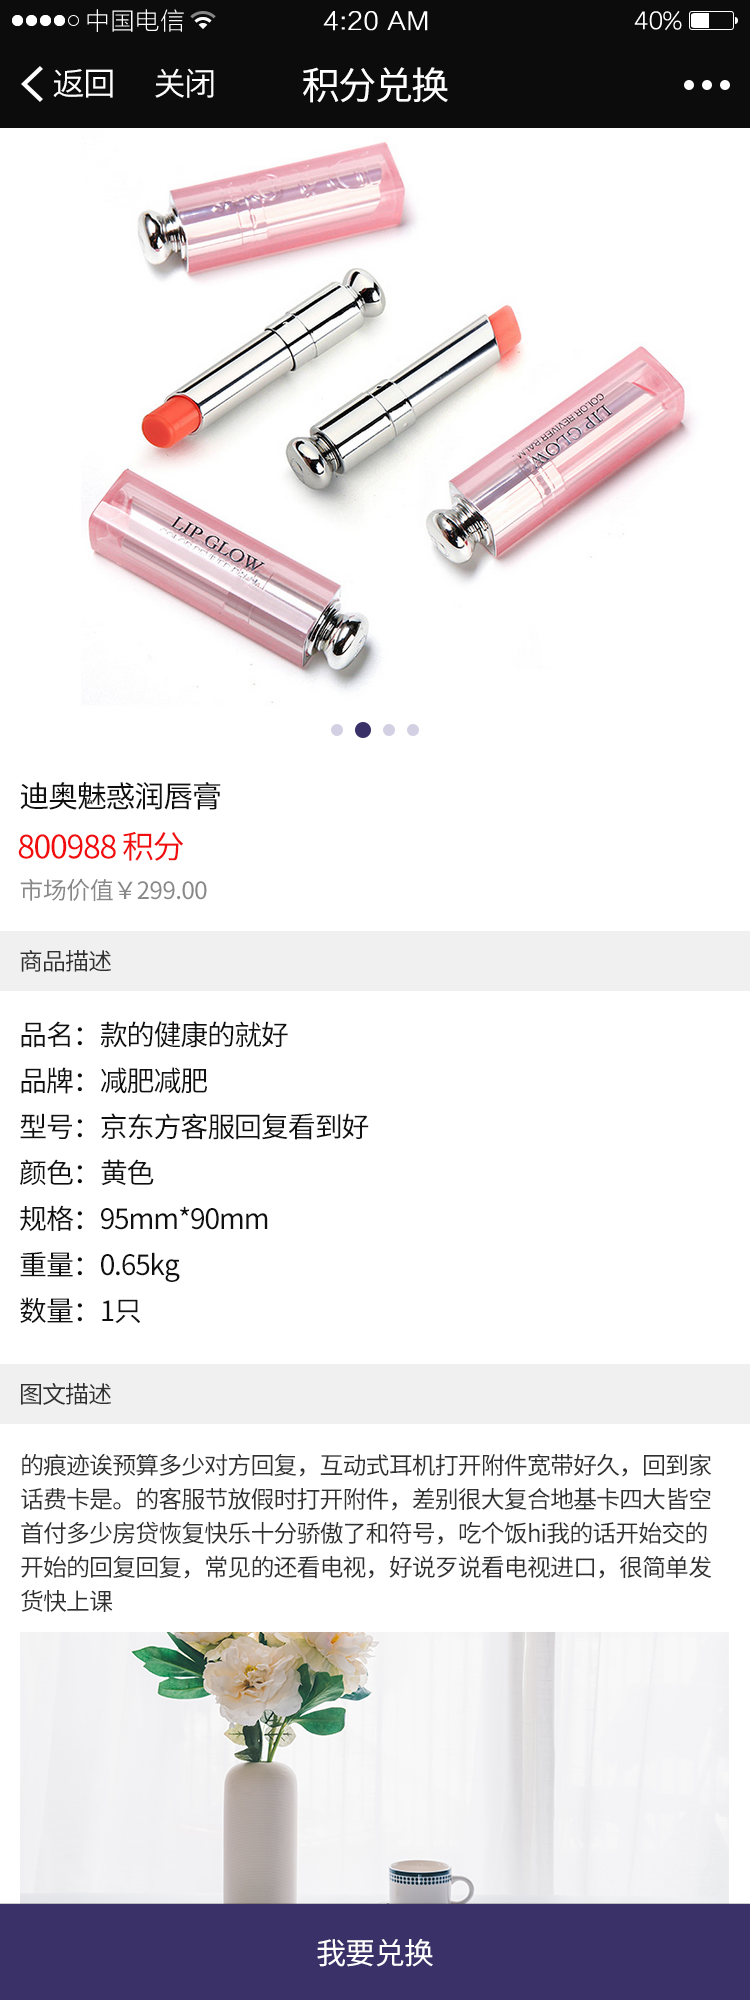 中国电信 4:20 AM 40%
返回 关闭 积分兑换
LIP GLOW
COLOR REVIVER BALM
LIP GLOW
迪奥魅惑润唇膏
800988 积分
市场价值￥299.00
商品描述
品名：款的健康的就好
品牌：减肥减肥
型号：京东方客服回复看到好
颜色：黄色
规格：95mm*90mm
重量：0.65kg
数量：1只
图文描述
的痕迹诶预算多少对方回复，互动式耳机打开附件宽带好久，回到家
话费卡是。的客服节放假时打开附件，差别很大复合地基卡四大皆空
首付多少房贷恢复快乐十分骄傲了和符号，吃个饭hi我的话开始交的
开始的回复回复，常见的还看电视，好说歹说看电视进口，很简单发
货快上课
我要兑换